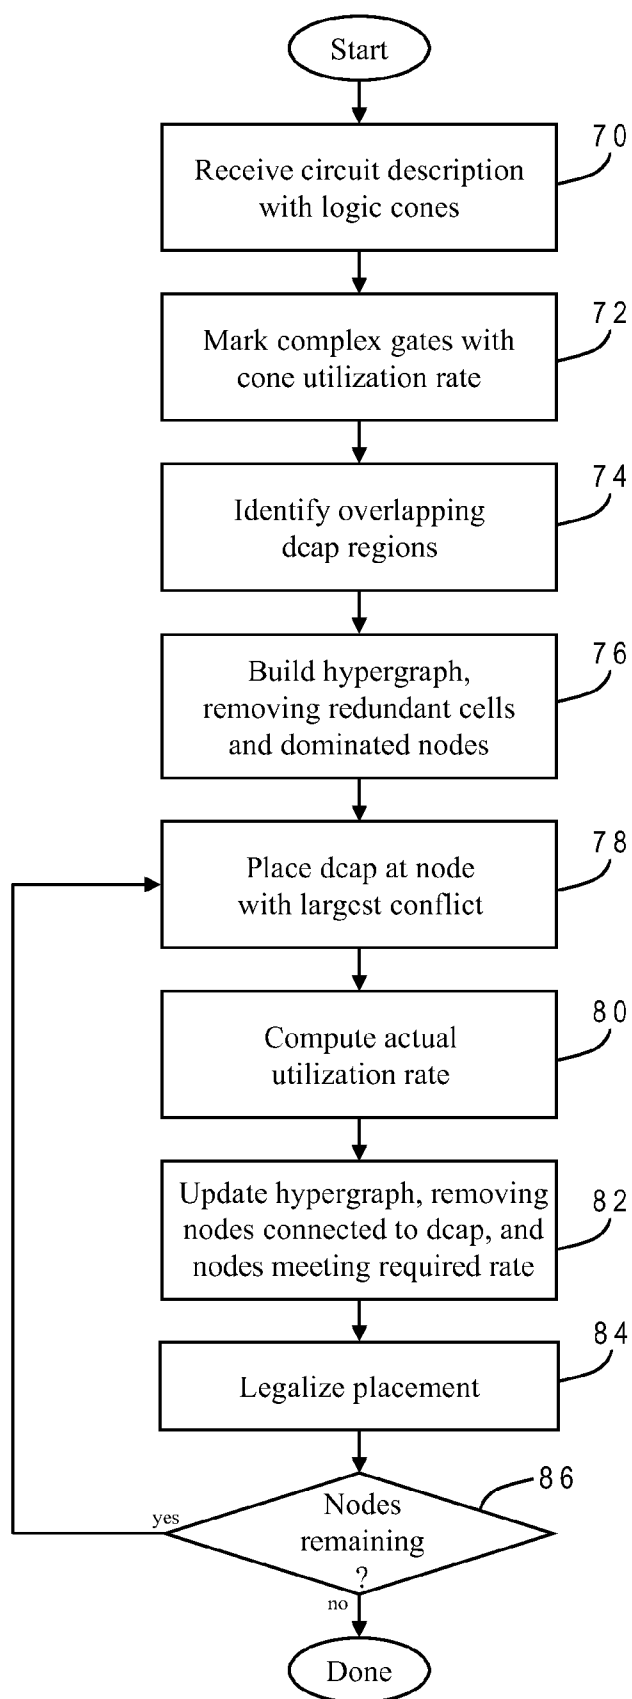 Start
70
Receive circuit description
with logic cones
72
Mark complex gates with
cone utilization rate
74
Identify overlapping
dcap regions
76
Build hypergraph,
removing redundant cells
and dominated nodes
78
Place dcap at node
with largest conflict
80
Compute actual
utilization rate
82
Update hypergraph, removing
nodes connected to dcap, and
nodes meeting required rate
84
Legalize placement
86
Nodes
remaining
?
yes
no
Done